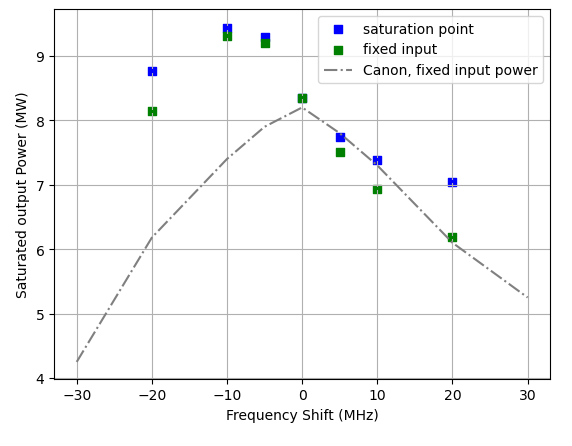 saturation point
fixed input
Canon, fixed input power
Saturated output Power (MW)
9
8
7
6
5
4
−30 −20 −10 0 10 20 30
Frequency Shift (MHz)